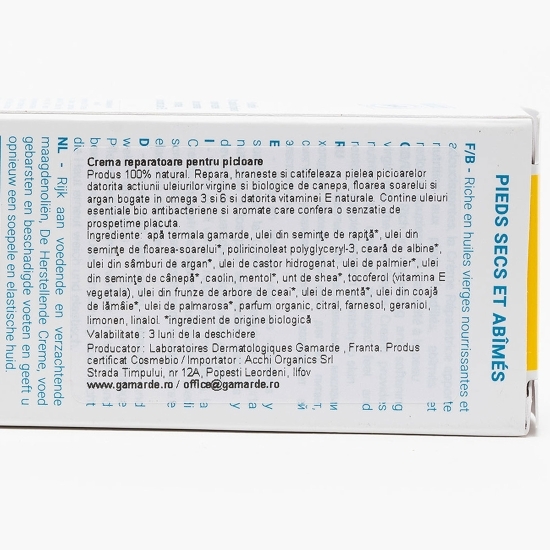 Crema reparatoare pentru picioare
Produs 100% natural. Repara, hraneste si catifeleaza pielea picioarelor
datorita actiunii uleiurilor virgine si biologice de canepa, floarea soarelui si
argan bogate in omega 3 si 6 si datorita vitaminei E naturale. Contine uleiuri
esentiale bio antibacteriene si aromate care confera o senzatie de
prospetime placuta.
Ingrediente: apă termala gamarde, ulei din semințe de rapiță*, ulei din
semințe de floarea-soarelui*, poliricinoleat polyglyceryl-3, ceară de albine*,
ulei din sâmburi de argan*, ulei de castor hidrogenat, ulei de palmier*, ulei
din semințe de cânepă*, caolin, mentol*, unt de shea*, tocoferol (vitamina E
vegetala), ulei din frunze de arbore de ceai*, ulei de mentă*, ulei din coajă
de lămâie*, ulei de palmarosa*, parfum organic, citral, farnesol, geraniol,
limonen, linalol. *ingredient de origine biologică
Valabilitate : 3 luni de la deschidere
Producator : Laboratoires Dermatologiques Gamarde , Franta. Produs
certificat Cosmebio / Importator : Acchi Organics Srl
Strada Timpului, nr 12A, Popesti Leordeni, Ilfov
www.gamarde.ro / office@gamarde.ro
PIEDS SECS ET ABÎMÉS
F/B - Riche en huiles vierges nourrissantes et
NL - Rijk aan voedende en verzachtende
maagdenoliën, De Herstellende Creme, voed
gebarsten en beschadigde voeten en geeft u
opnieuw een soepele en elastische huid.